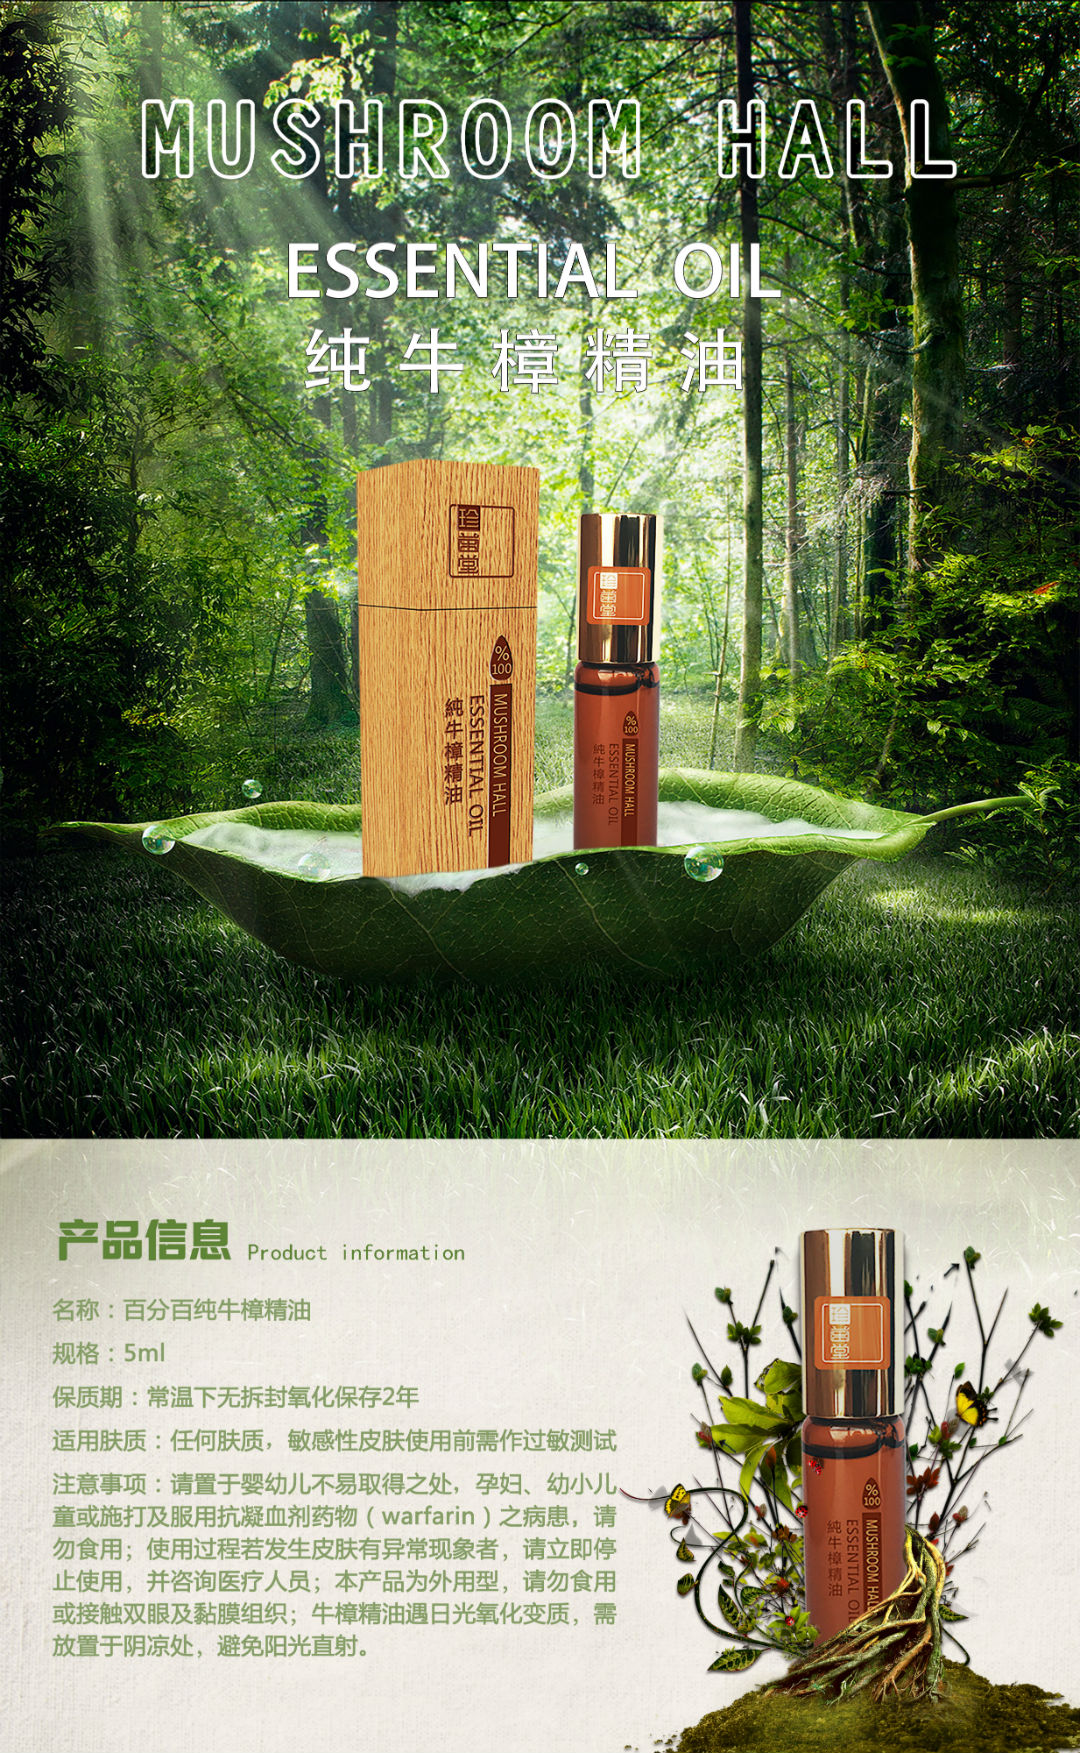 MUSHROOM HALL
ESSENTIAL OIL
纯牛樟精油
珍菌堂
%
100
MUSHROOM HALL
ESSENTIAL OIL
純牛樟精油
珍菌堂
%
100
MUSHROOM HALL
ESSENTIAL OIL
純牛樟精油
产品信息 Product information
名称：百分百纯牛樟精油
规格：5ml
保质期：常温下无拆封氧化保存2年
适用肤质：任何肤质，敏感性皮肤使用前需作过敏测试
注意事项：请置于婴幼儿不易取得之处，孕妇、幼小儿
童或施打及服用抗凝血剂药物（warfarin）之病患，请
勿食用；使用过程若发生皮肤有异常现象者，请立即停
止使用，并咨询医疗人员；本产品为外用型，请勿食用
或接触双眼及黏膜组织；牛樟精油遇日光氧化变质，需
放置于阴凉处，避免阳光直射。
珍菌堂
%
100
MUSHROOM HALL
ESSENTIAL OIL
純牛樟精油